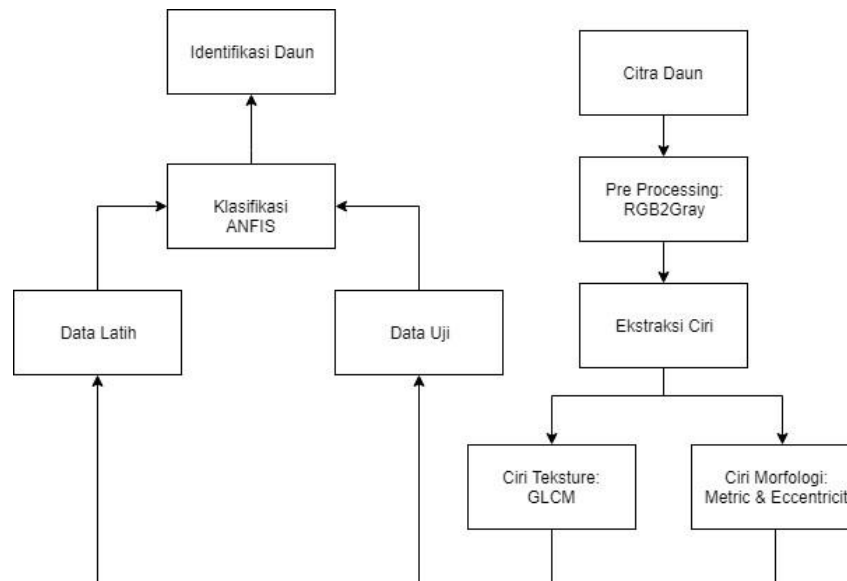 Identifikasi Daun
Citra Daun
Klasifikasi
ANFIS
Pre Processing:
RGB2Gray
Data Latih
Data Uji
Ekstraksi Ciri
Ciri Teksture:
GLCM
Ciri Morfologi:
Metric & Eccentricit